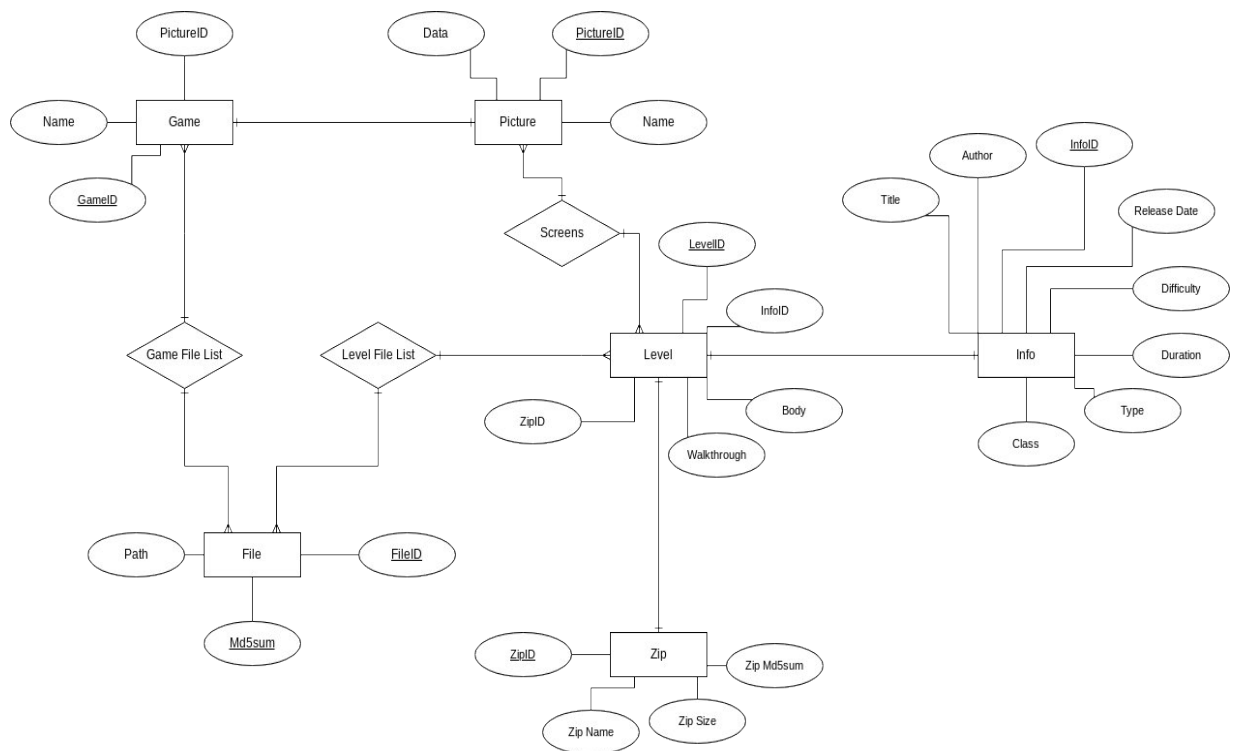 PictureID
Data
PictureID
Name
Game
Picture
Name
GameID
Author
InfoID
Title
Release Date
Screens
LevelID
InfoID
Difficulty
Game File List
Level File List
Level
Info
Duration
ZipID
Body
Type
Walkthrough
Class
Path
File
FileID
Md5sum
ZipID
Zip
Zip Md5sum
Zip Name
Zip Size